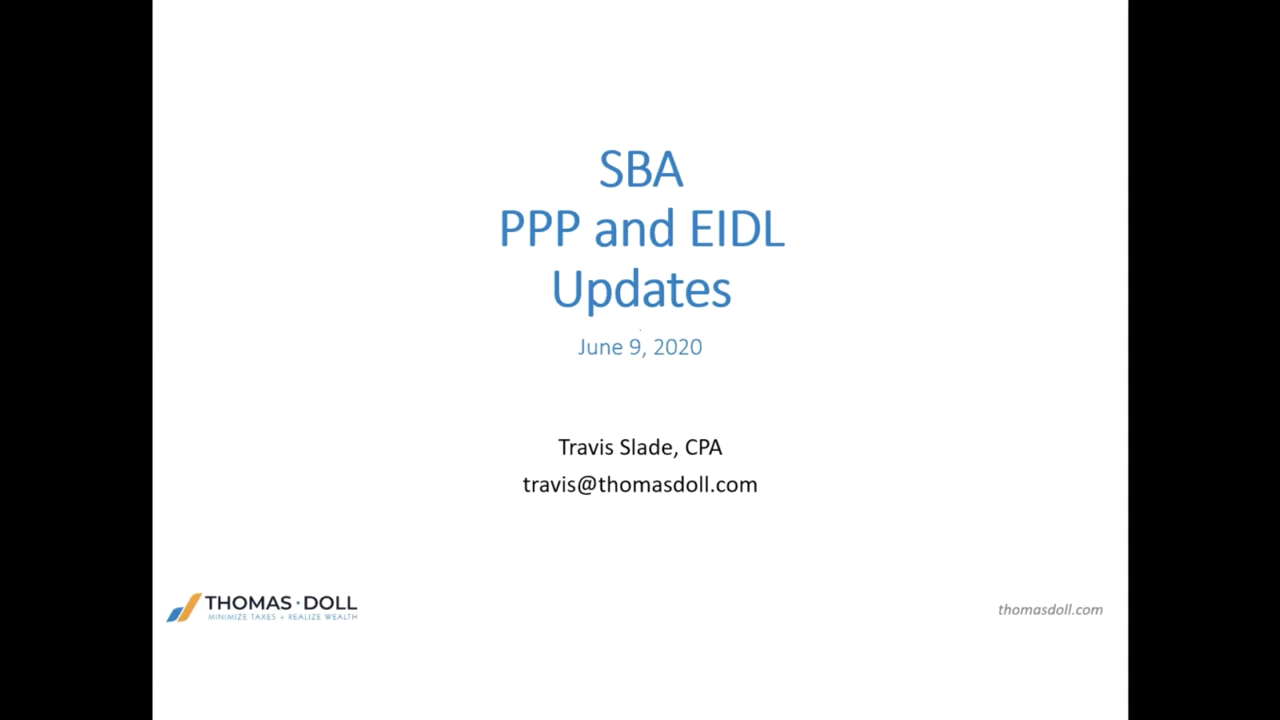 SBA
PPP and EIDL
Updates
June 9, 2020
Travis Slade, CPA
travis@thomasdoll.com
THOMAS·DOLL
MINIMIZE TAXES + REALIZE WEALTH
thomasdoll.com